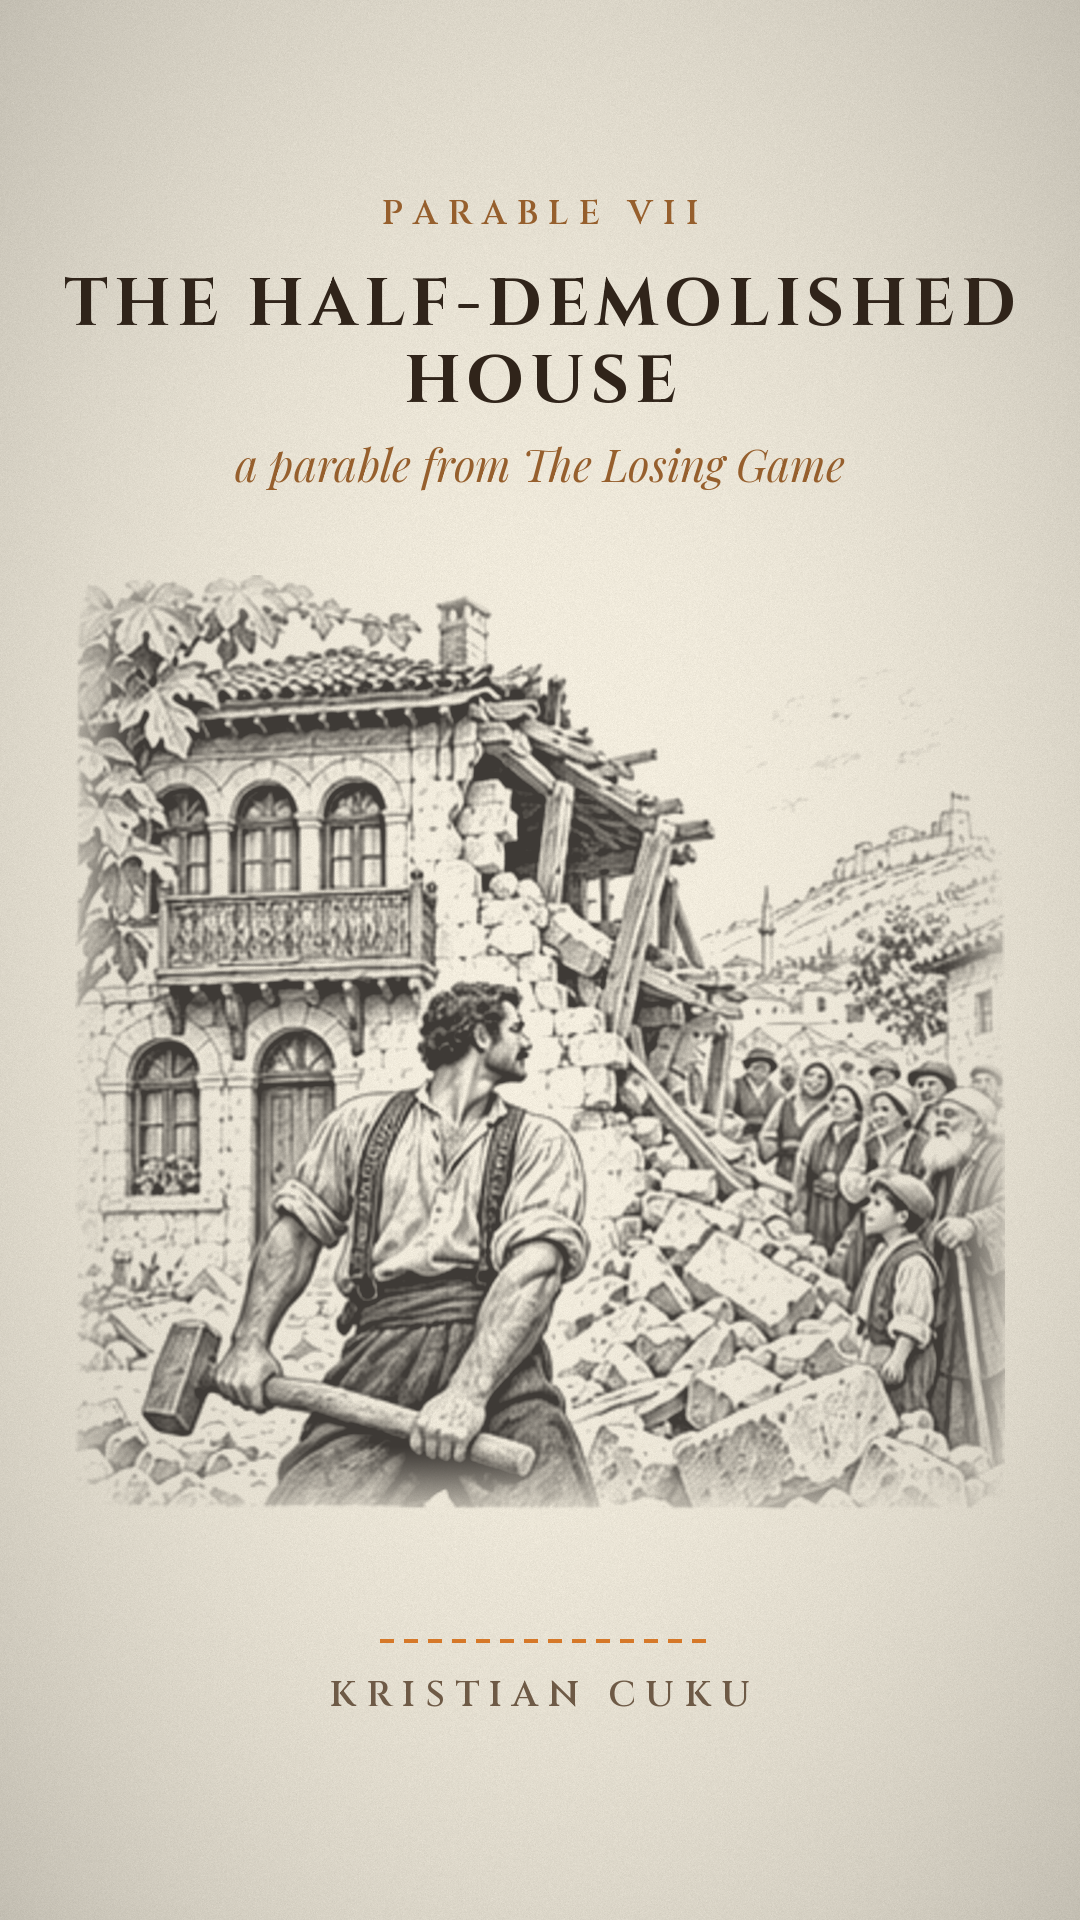 PARABLE VII
THE HALF-DEMOLISHED
HOUSE
a parable from The Losing Game
KRISTIAN CUKU